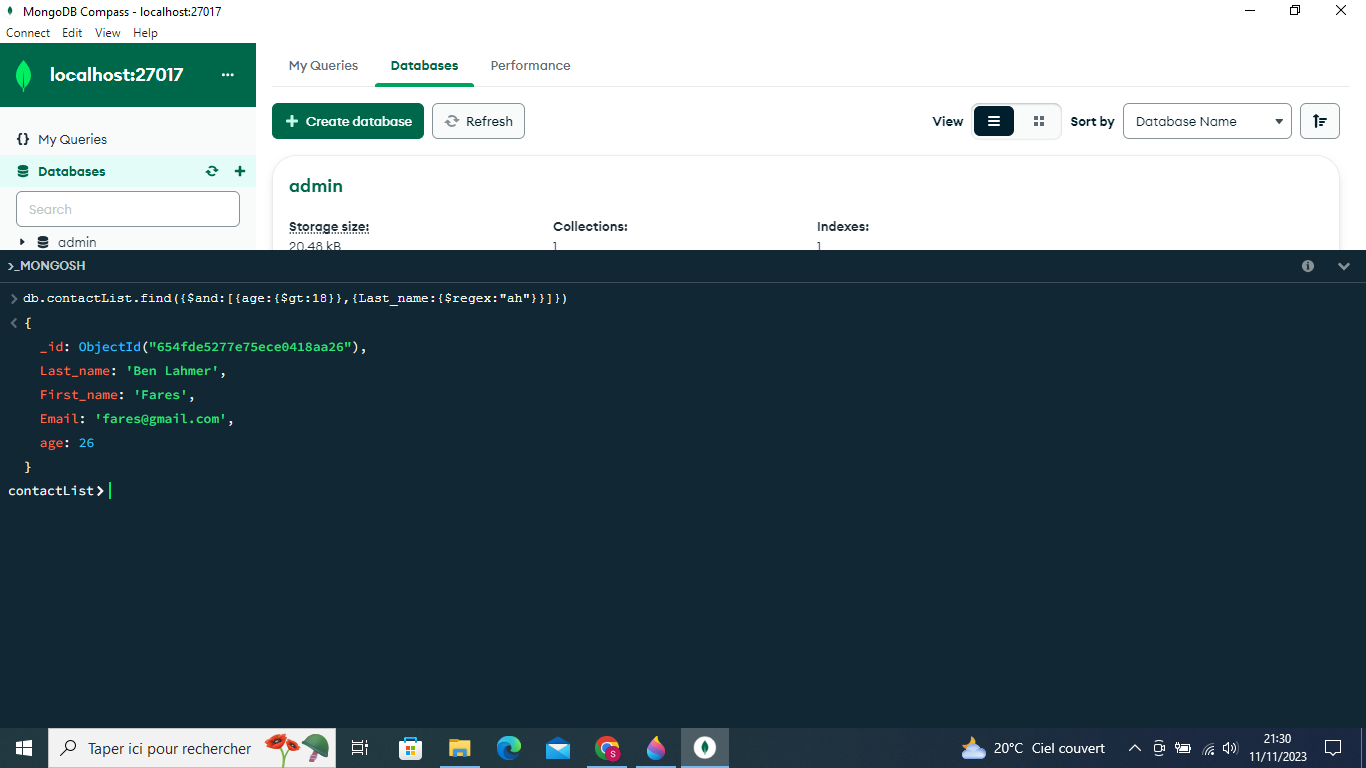 MongoDB Compass - localhost:27017
Connect Edit View Help
localhost:27017 ...
My Queries Databases Performance
Create database Refresh View Sort by Database Name
{} My Queries
Databases
Search
admin
admin
Storage size: Collections: Indexes:
20.48 kB 1 1
>_MONGOSH
> db.contactList.find({$and:[{age:{$gt:18}},{Last_name:{$regex:"ah"}}]})
< {
_id: ObjectId("654fde5277e75ece0418aa26"),
Last_name: 'Ben Lahmer',
First_name: 'Fares',
Email: 'fares@gmail.com',
age: 26
}
contactList>
Taper ici pour rechercher S 20°C Ciel couvert 21:30
11/11/2023